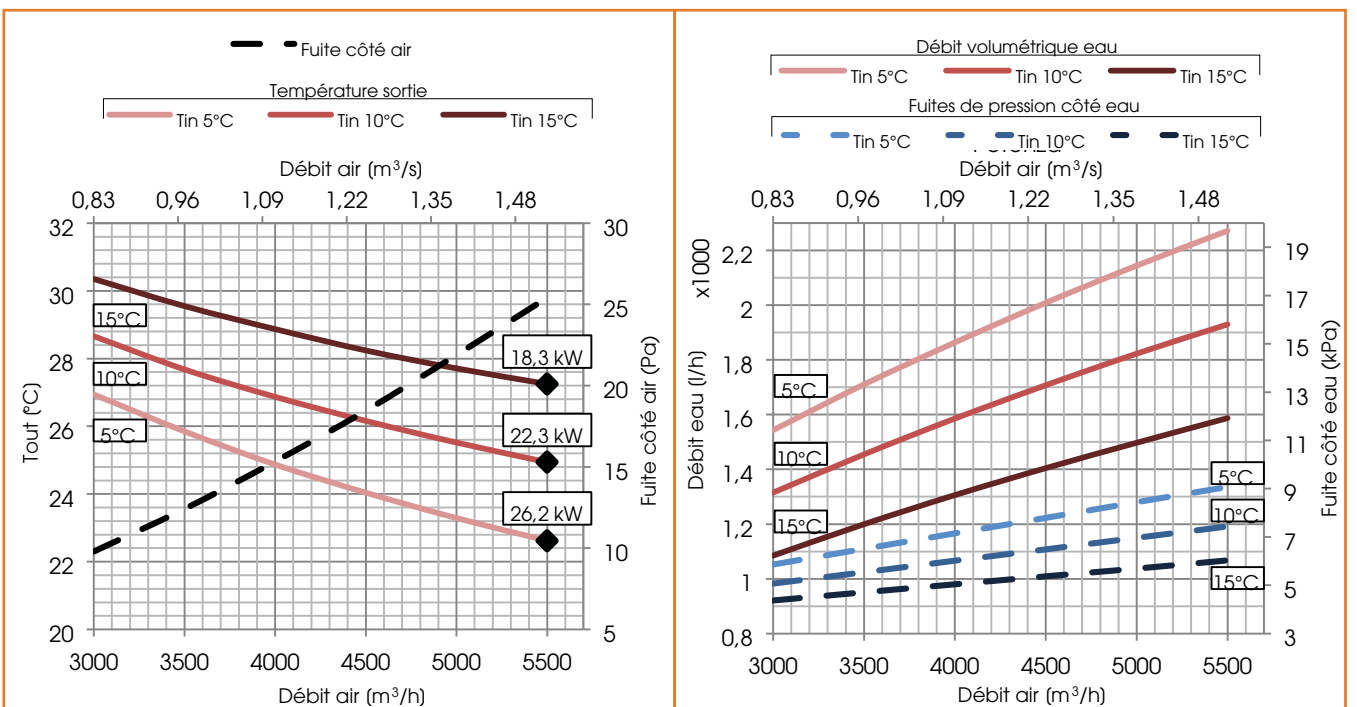 Fuite côté air
Température sortie
Tin 5°C Tin 10°C Tin 15°C
Débit air (m³/s)
0,83 0,96 1,09 1,22 1,35 1,48
32
30
28
26
24
22
20
Tout (°C)
15°C
10°C
5°C
18,3 kW
22,3 kW
26,2 kW
30
25
20
15
10
5
Fuite côté air (Pa)
3000 3500 4000 4500 5000 5500
Débit air (m³/h)
Débit volumétrique eau
Tin 5°C Tin 10°C Tin 15°C
Fuites de pression côté eau
Tin 5°C Tin 10°C Tin 15°C
Débit air (m³/s)
0,83 0,96 1,09 1,22 1,35 1,48
x1000
2,2
2
1,8
1,6
1,4
1,2
1
0,8
Débit eau (l/h)
5°C
10°C
15°C
5°C
10°C
15°C
19
17
15
13
11
9
7
5
3
Fuite côté eau (kPa)
3000 3500 4000 4500 5000 5500
Débit air (m³/h)